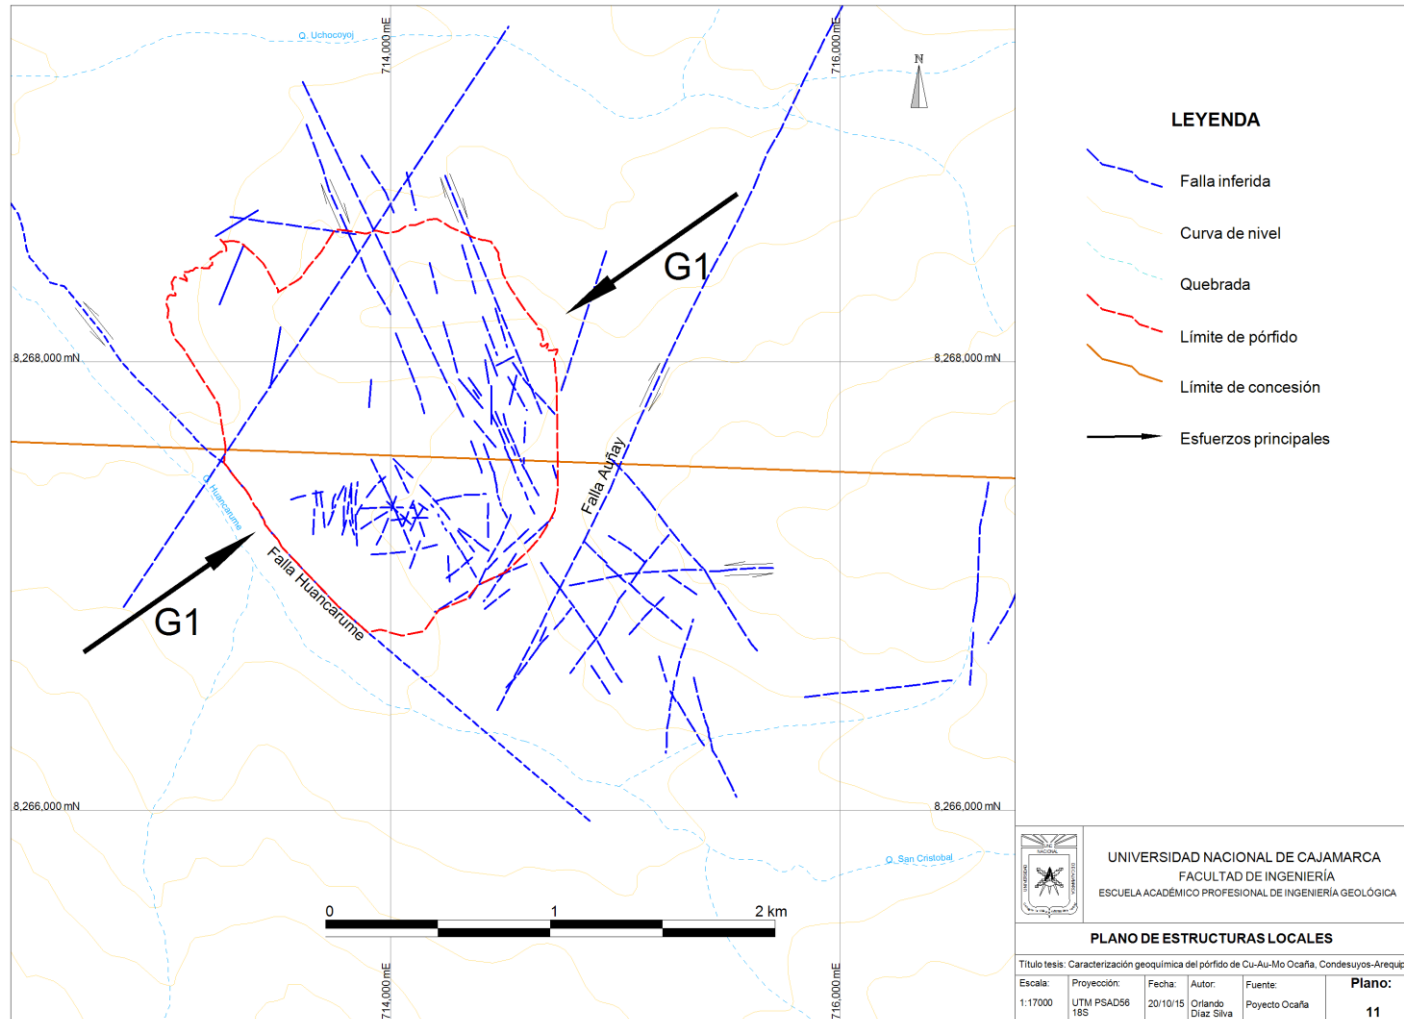 Q. Uchocoyoj
714,000 mE
716,000 mE
N
G1
8,268,000 mN
8,268,000 mN
Falla Auñay
Q. Huancarume
Falla Huancarume
G1
8,266,000 mN
8,266,000 mN
Q. San Cristobal
0 1 2 km
714,000 mE
716,000 mE
LEYENDA
Falla inferida
Curva de nivel
Quebrada
Límite de pórfido
Límite de concesión
Esfuerzos principales
UNIVERSIDAD NACIONAL DE CAJAMARCA
FACULTAD DE INGENIERÍA
ESCUELA ACADÉMICO PROFESIONAL DE INGENIERÍA GEOLÓGICA
PLANO DE ESTRUCTURAS LOCALES
Título tesis: Caracterización geoquímica del pórfido de Cu-Au-Mo Ocaña, Condesuyos-Arequip
Escala: Proyección: Fecha: Autor: Fuente: Plano:
1:17000 UTM PSAD56 20/10/15 Orlando Poyecto Ocaña
18S Díaz Silva 11